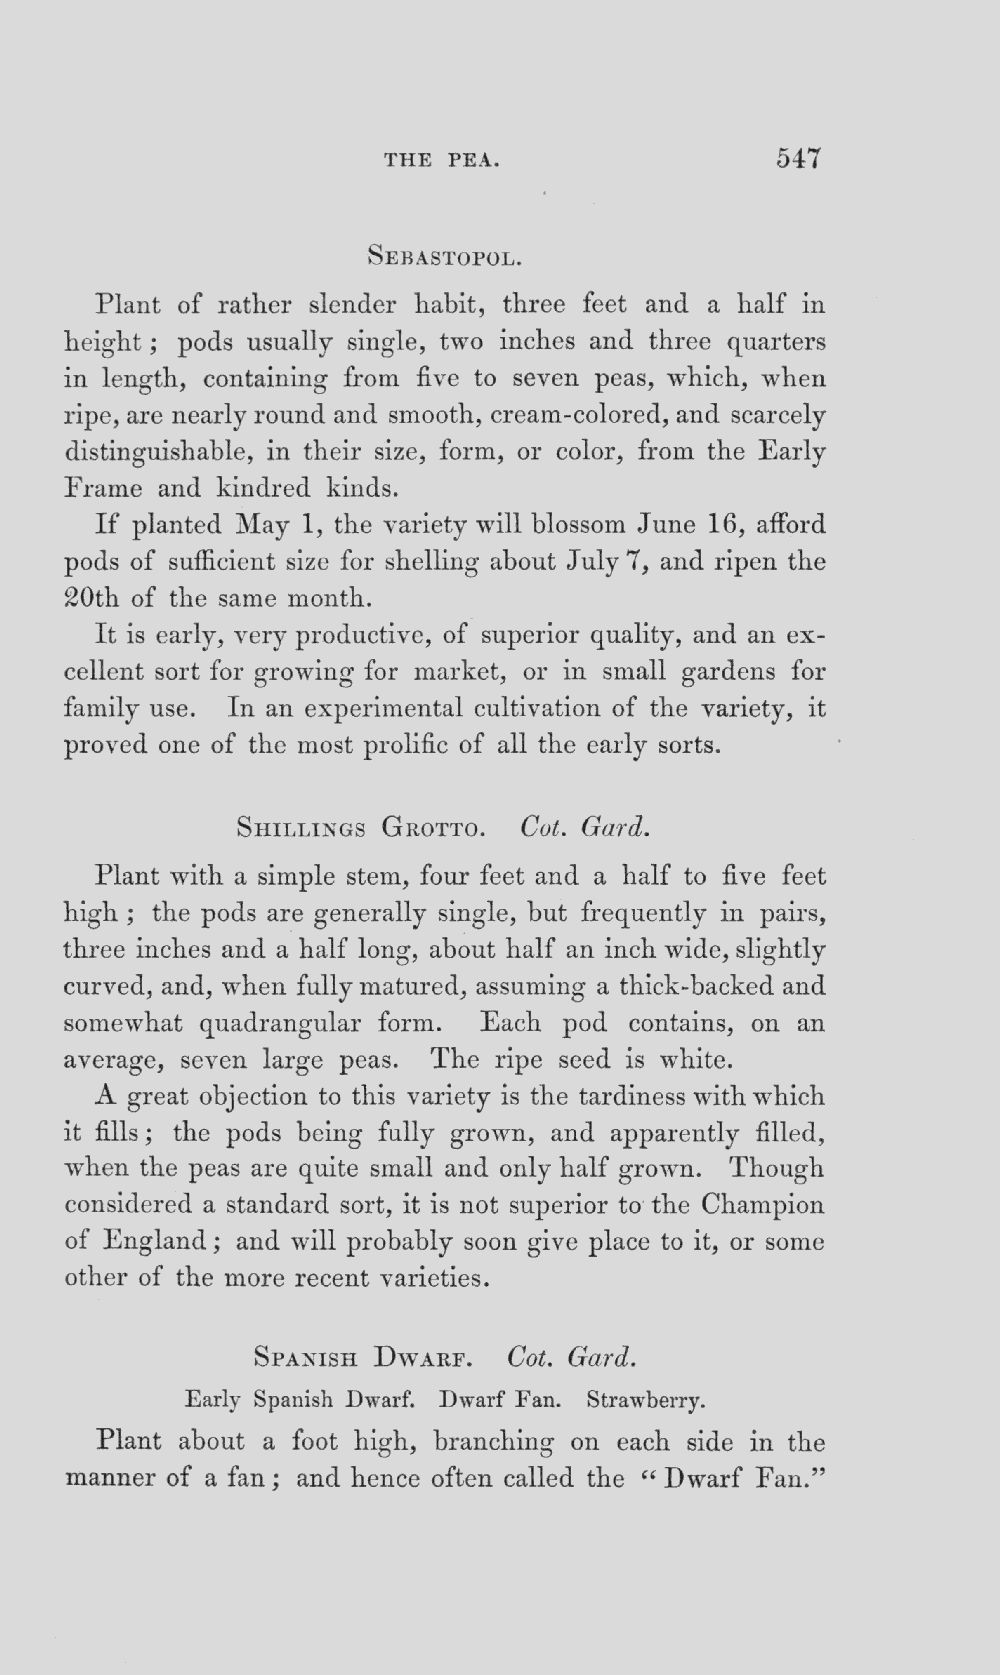 THE PEA. 547
SEBASTOPOL.
Plant of rather slender habit, three feet and a half in
height; pods usually single, two inches and three quarters
in length, containing from five to seven peas, which, when
ripe, are nearly round and smooth, cream-colored, and scarcely
distinguishable, in their size, form, or color, from the Early
Frame and kindred kinds.
If planted May 1, the variety will blossom June 16, afford
pods of sufficient size for shelling about July 7, and ripen the
20th of the same month.
It is early, very productive, of superior quality, and an ex-
cellent sort for growing for market, or in small gardens for
family use. In an experimental cultivation of the variety, it
proved one of the most prolific of all the early sorts.
SHILLINGS GROTTO. Cot. Gard.
Plant with a simple stem, four feet and a half to five feet
high; the pods are generally single, but frequently in pairs,
three inches and a half long, about half an inch wide, slightly
curved, and, when fully matured, assuming a thick-backed and
somewhat quadrangular form. Each pod contains, on an
average, seven large peas. The ripe seed is white.
A great objection to this variety is the tardiness with which
it fills; the pods being fully grown, and apparently filled,
when the peas are quite small and only half grown. Though
considered a standard sort, it is not superior to the Champion
of England; and will probably soon give place to it, or some
other of the more recent varieties.
SPANISH DWARF. Cot. Gard.
Early Spanish Dwarf. Dwarf Fan. Strawberry.
Plant about a foot high, branching on each side in the
manner of a fan; and hence often called the "Dwarf Fan."